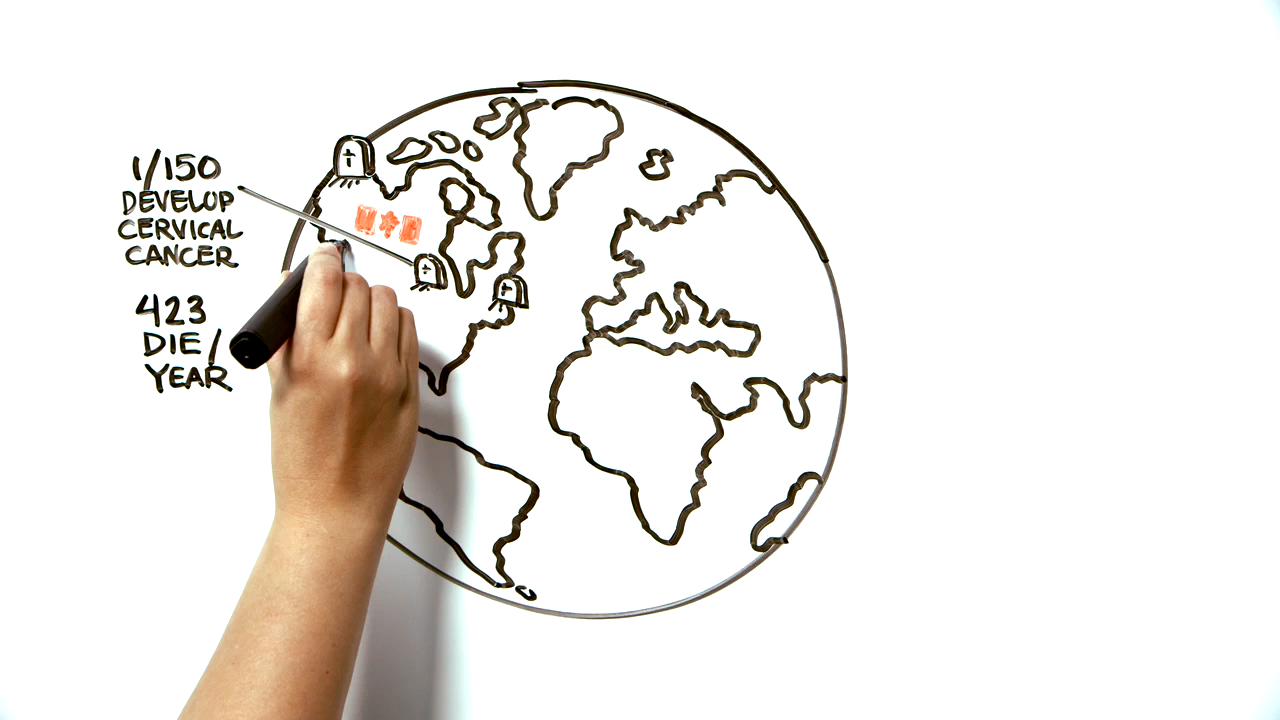 1/150
DEVELOP
CERVICAL
CANCER
423
DIE/
YEAR